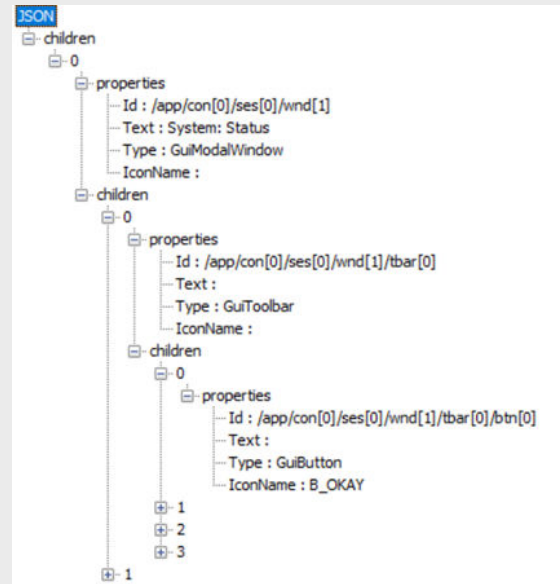 JSON
children
0
properties
Id : /app/con[0]/ses[0]/wnd[1]
Text : System: Status
Type : GuiModalWindow
IconName :
children
0
properties
Id : /app/con[0]/ses[0]/wnd[1]/tbar[0]
Text :
Type : GuiToolbar
IconName :
children
0
properties
Id : /app/con[0]/ses[0]/wnd[1]/tbar[0]/btn[0]
Text :
Type : GuiButton
IconName : B_OKAY
1
2
3
1